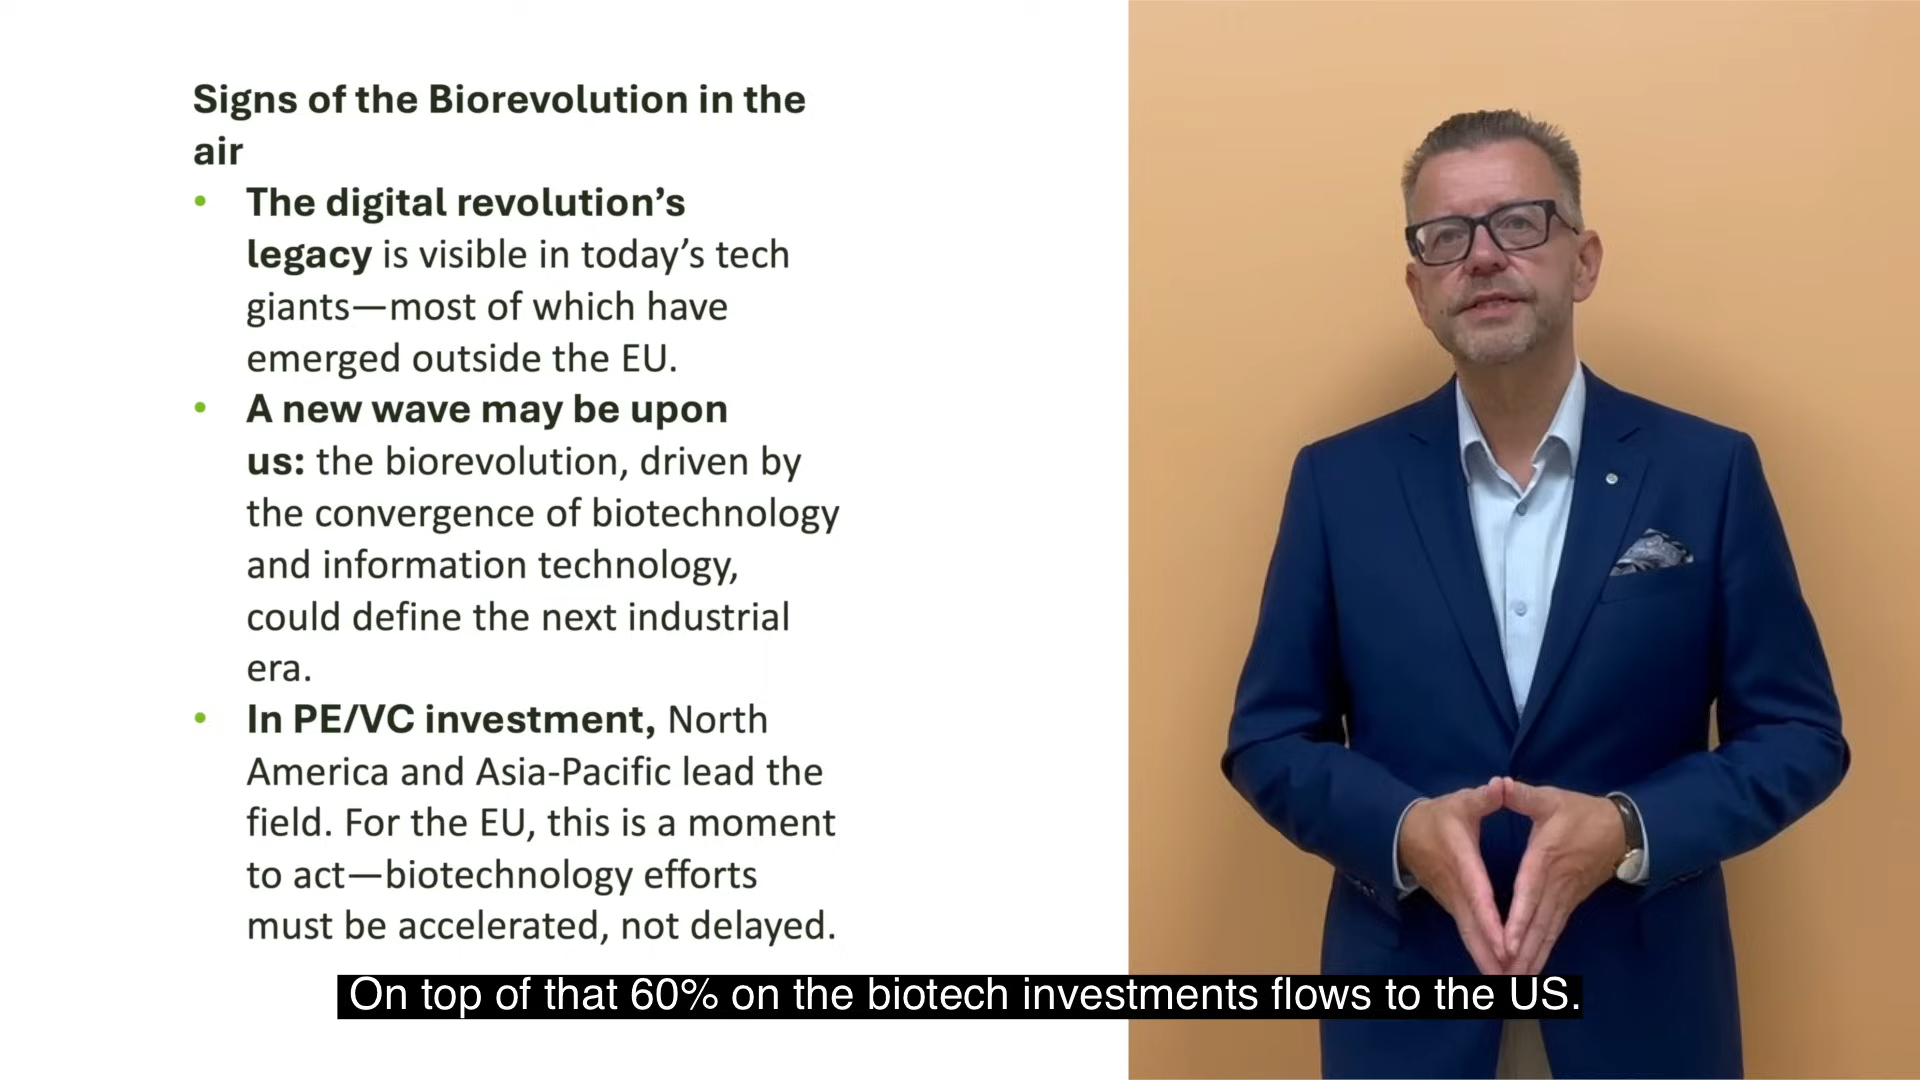 Signs of the Biorevolution in the
air
• The digital revolution’s
legacy is visible in today’s tech
giants—most of which have
emerged outside the EU.
• A new wave may be upon
us: the biorevolution, driven by
the convergence of biotechnology
and information technology,
could define the next industrial
era.
• In PE/VC investment, North
America and Asia-Pacific lead the
field. For the EU, this is a moment
to act—biotechnology efforts
must be accelerated, not delayed.
On top of that 60% on the biotech investments flows to the US.